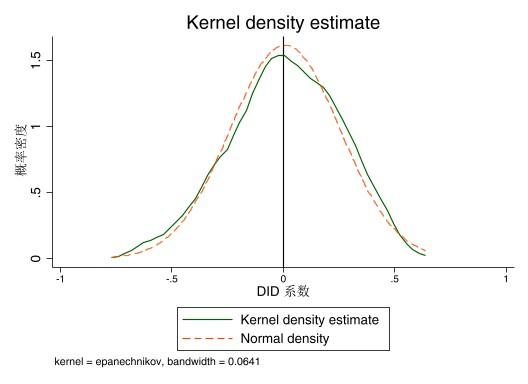 Kernel density estimate
概率密度
1.5
1
.5
0
-1
-.5
0
.5
1
DID 系数
Kernel density estimate
Normal density
kernel = epanechnikov, bandwidth = 0.0641